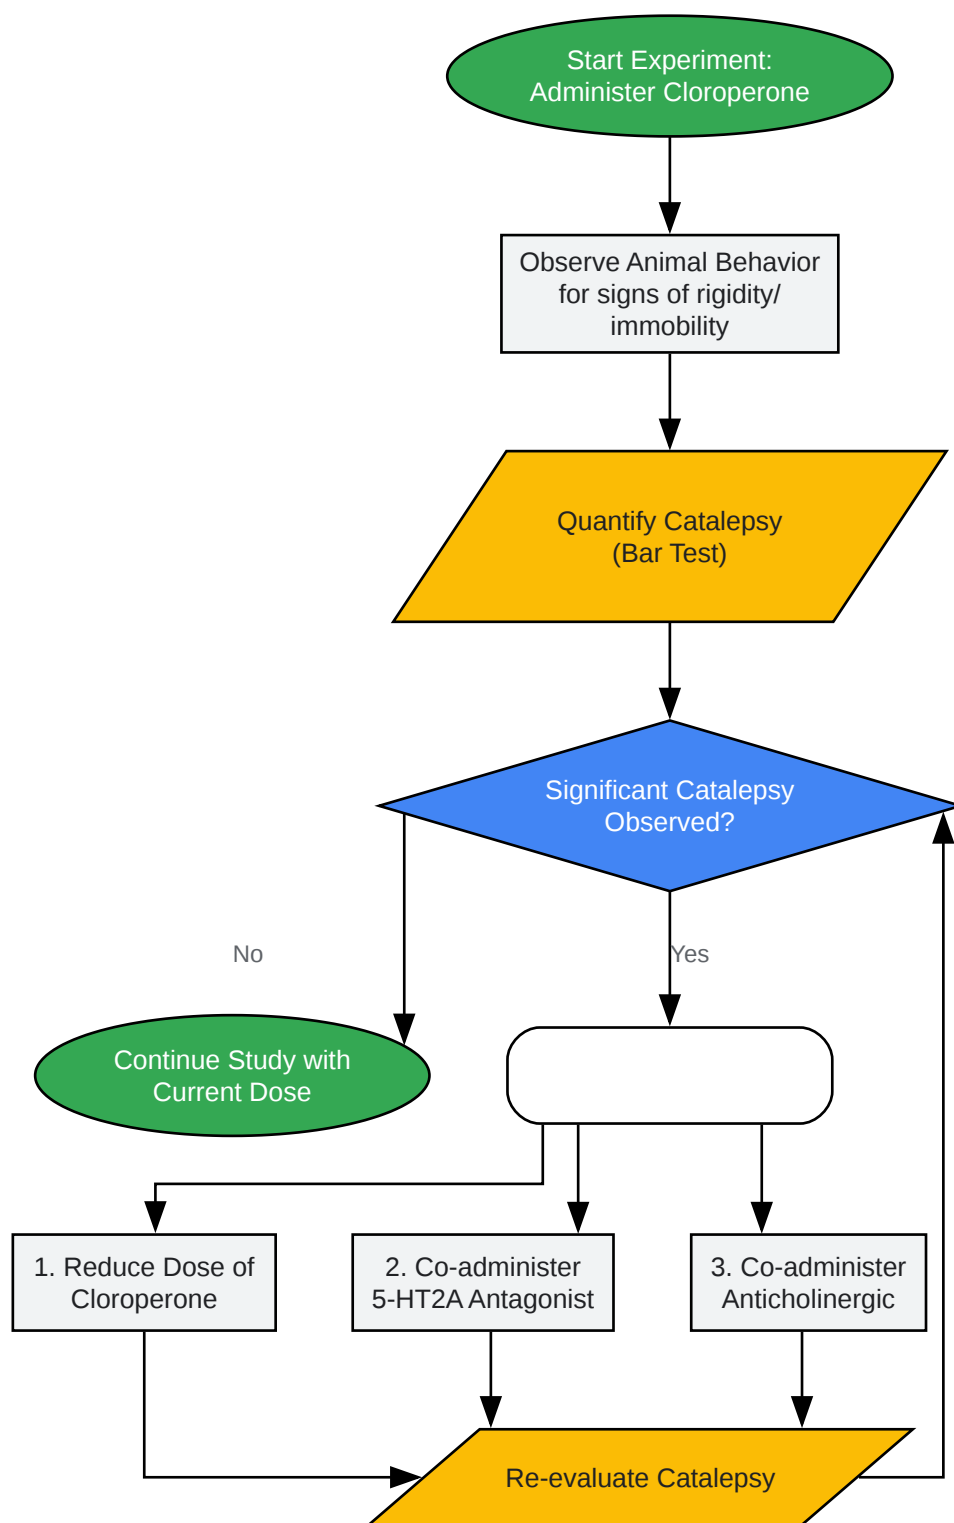 Start Experiment:
Administer Cloroperone
Observe Animal Behavior
for signs of rigidity/
immobility
Quantify Catalepsy
(Bar Test)
Significant Catalepsy
Observed?
No
Yes
Continue Study with
Current Dose
1. Reduce Dose of
Cloroperone
2. Co-administer
5-HT2A Antagonist
3. Co-administer
Anticholinergic
Re-evaluate Catalepsy